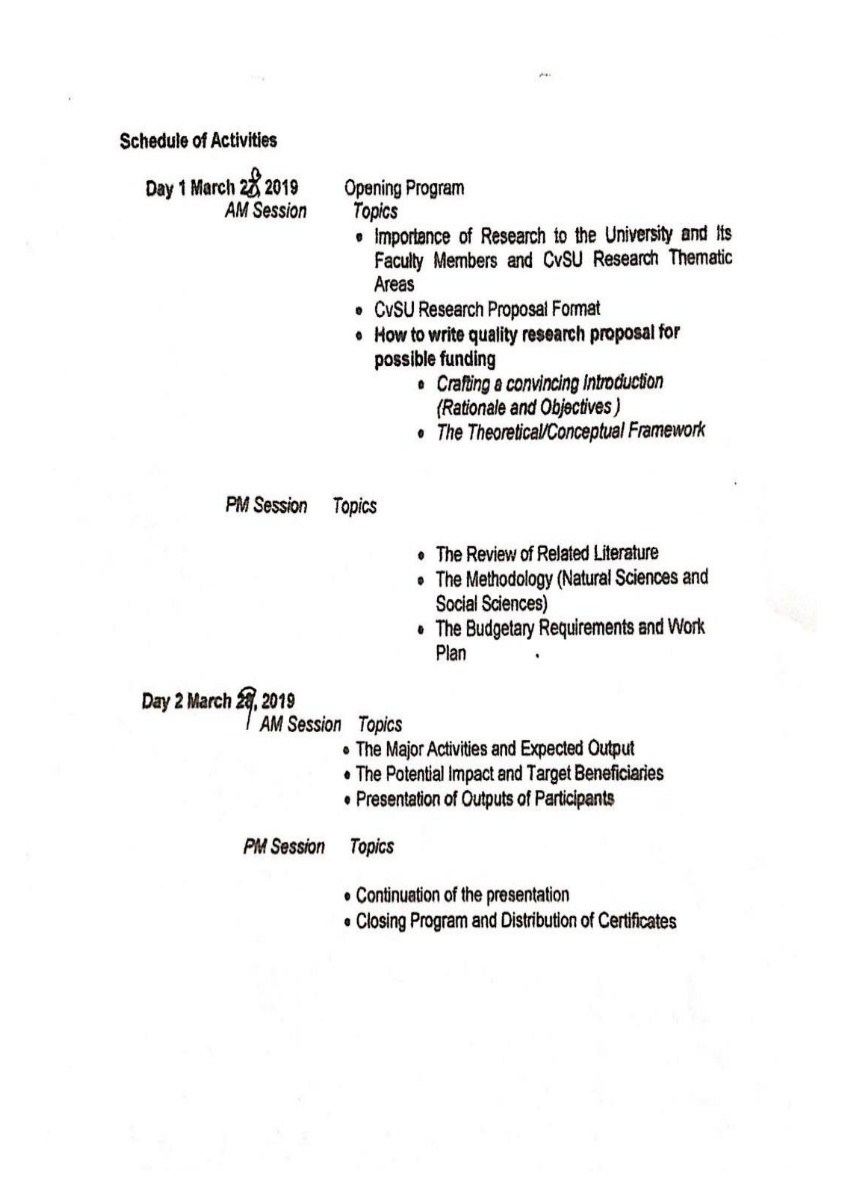 Schedule of Activities
Day 1 March 28 2019 Opening Program
AM Session Topics
• Importance of Research to the University and Its
Faculty Members and CvSU Research Thematic
Areas
• CvSU Research Proposal Format
• How to write quality research proposal for
possible funding
• Crafting a convincing Introduction
(Rationale and Objectives )
• The Theoretical/Conceptual Framework
PM Session Topics
• The Review of Related Literature
• The Methodology (Natural Sciences and
Social Sciences)
• The Budgetary Requirements and Work
Plan
Day 2 March 29, 2019
AM Session Topics
• The Major Activities and Expected Output
• The Potential Impact and Target Beneficiaries
• Presentation of Outputs of Participants
PM Session Topics
• Continuation of the presentation
• Closing Program and Distribution of Certificates